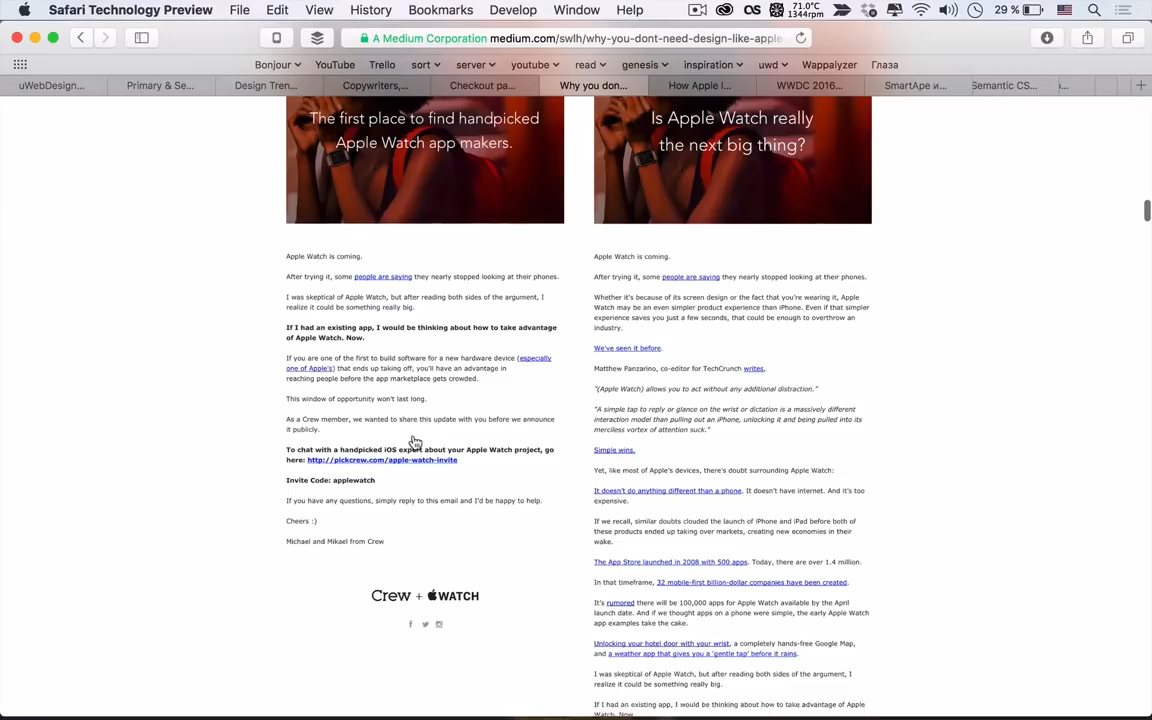 Safari Technology Preview File Edit View History Bookmarks Develop Window Help 71.0°C 1344rpm 29 %
A Medium Corporation medium.com/swlh/why-you-dont-need-design-like-apple-
Bonjour YouTube Trello sort server youtube read genesis inspiration uwd Wappalyzer Глаза
uWebDesign... Primary & Se... Design Tren... Copywriters,... Checkout pa... Why you don... How Apple I... WWDC 2016... SmartApe и... Semantic CS...
The first place to find handpicked
Apple Watch app makers.
Apple Watch is coming.
After trying it, some people are saying they nearly stopped looking at their phones.
I was skeptical of Apple Watch, but after reading both sides of the argument, I
realize it could be something really big.
If I had an existing app, I would be thinking about how to take advantage
of Apple Watch. Now.
If you are one of the first to build software for a new hardware device (especially
one of Apple's) that ends up taking off, you'll have an advantage in
reaching people before the app marketplace gets crowded.
This window of opportunity won't last long.
As a Crew member, we wanted to share this update with you before we announce
it publicly.
To chat with a handpicked iOS expert about your Apple Watch project, go
here: http://pickcrew.com/apple-watch-invite
Invite Code: applewatch
If you have any questions, simply reply to this email and I'd be happy to help.
Cheers :)
Michael and Mikael from Crew
Crew + WATCH
Is Apple Watch really
the next big thing?
Apple Watch is coming.
After trying it, some people are saying they nearly stopped looking at their phones.
Whether it's because of its screen design or the fact that you're wearing it, Apple
Watch may be an even simpler product experience than iPhone. Even if that simpler
experience saves you just a few seconds, that could be enough to overthrow an
industry.
We've seen it before.
Matthew Panzarino, co-editor for TechCrunch writes,
"(Apple Watch) allows you to act without any additional distraction."
"A simple tap to reply or glance on the wrist or dictation is a massively different
interaction model than pulling out an iPhone, unlocking it and being pulled into its
merciless vortex of attention suck."
Simple wins.
Yet, like most of Apple's devices, there's doubt surrounding Apple Watch:
It doesn't do anything different than a phone. It doesn't have internet. And it's too
expensive.
If we recall, similar doubts clouded the launch of iPhone and iPad before both of
these products ended up taking over markets, creating new economies in their
wake.
The App Store launched in 2008 with 500 apps. Today, there are over 1.4 million.
In that timeframe, 32 mobile-first billion-dollar companies have been created.
It's rumored there will be 100,000 apps for Apple Watch available by the April
launch date. And if we thought apps on a phone were simple, the early Apple Watch
app examples take the cake.
Unlocking your hotel door with your wrist, a completely hands-free Google Map,
and a weather app that gives you a 'gentle tap' before it rains.
I was skeptical of Apple Watch, but after reading both sides of the argument, I
realize it could be something really big.
If I had an existing app, I would be thinking about how to take advantage of Apple
Watch. Now.